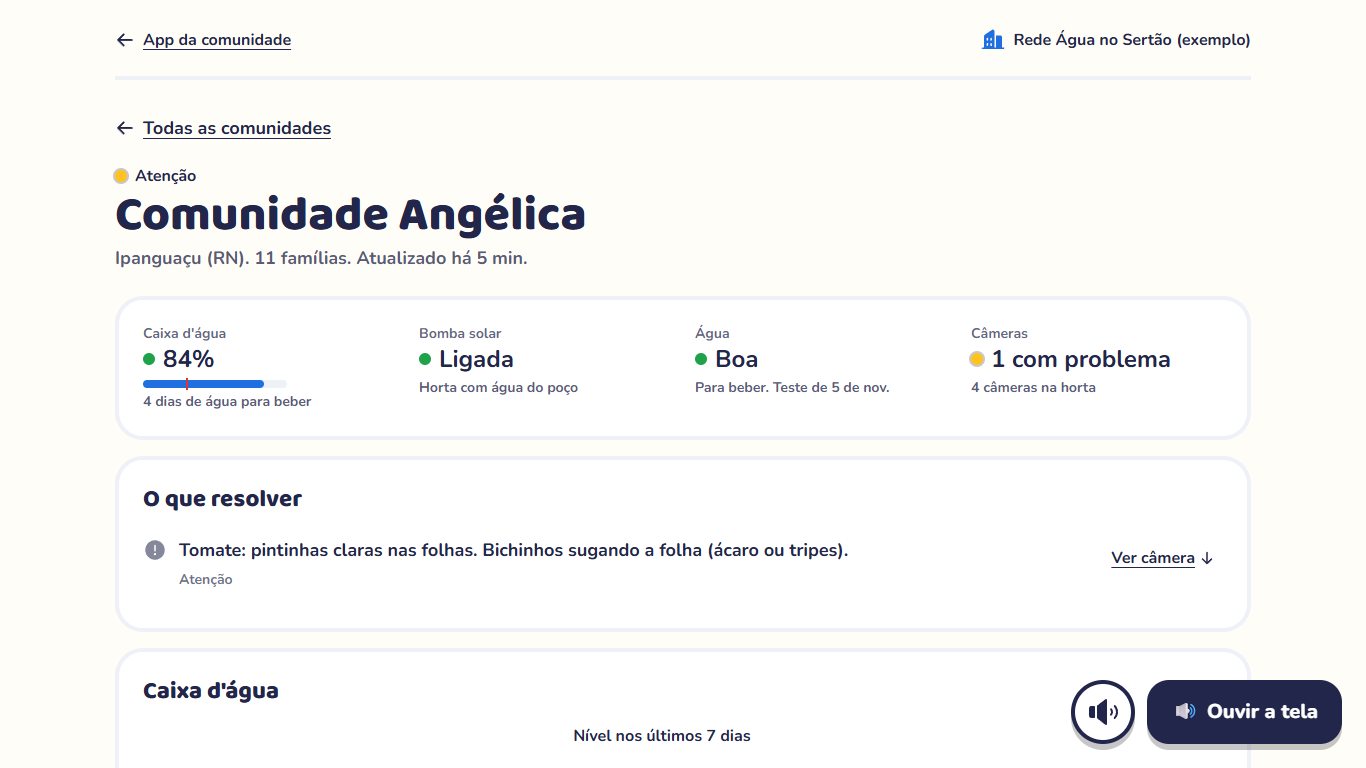 App da comunidade
Rede Água no Sertão (exemplo)
Todas as comunidades
Atenção
Comunidade Angélica
Ipanguaçu (RN). 11 famílias. Atualizado há 5 min.
Caixa d'água
84%
4 dias de água para beber
Bomba solar
Ligada
Horta com água do poço
Água
Boa
Para beber. Teste de 5 de nov.
Câmeras
1 com problema
4 câmeras na horta
O que resolver
Tomate: pintinhas claras nas folhas. Bichinhos sugando a folha (ácaro ou tripes).
Atenção
Ver câmera
Caixa d'água
Nível nos últimos 7 dias
Ouvir a tela